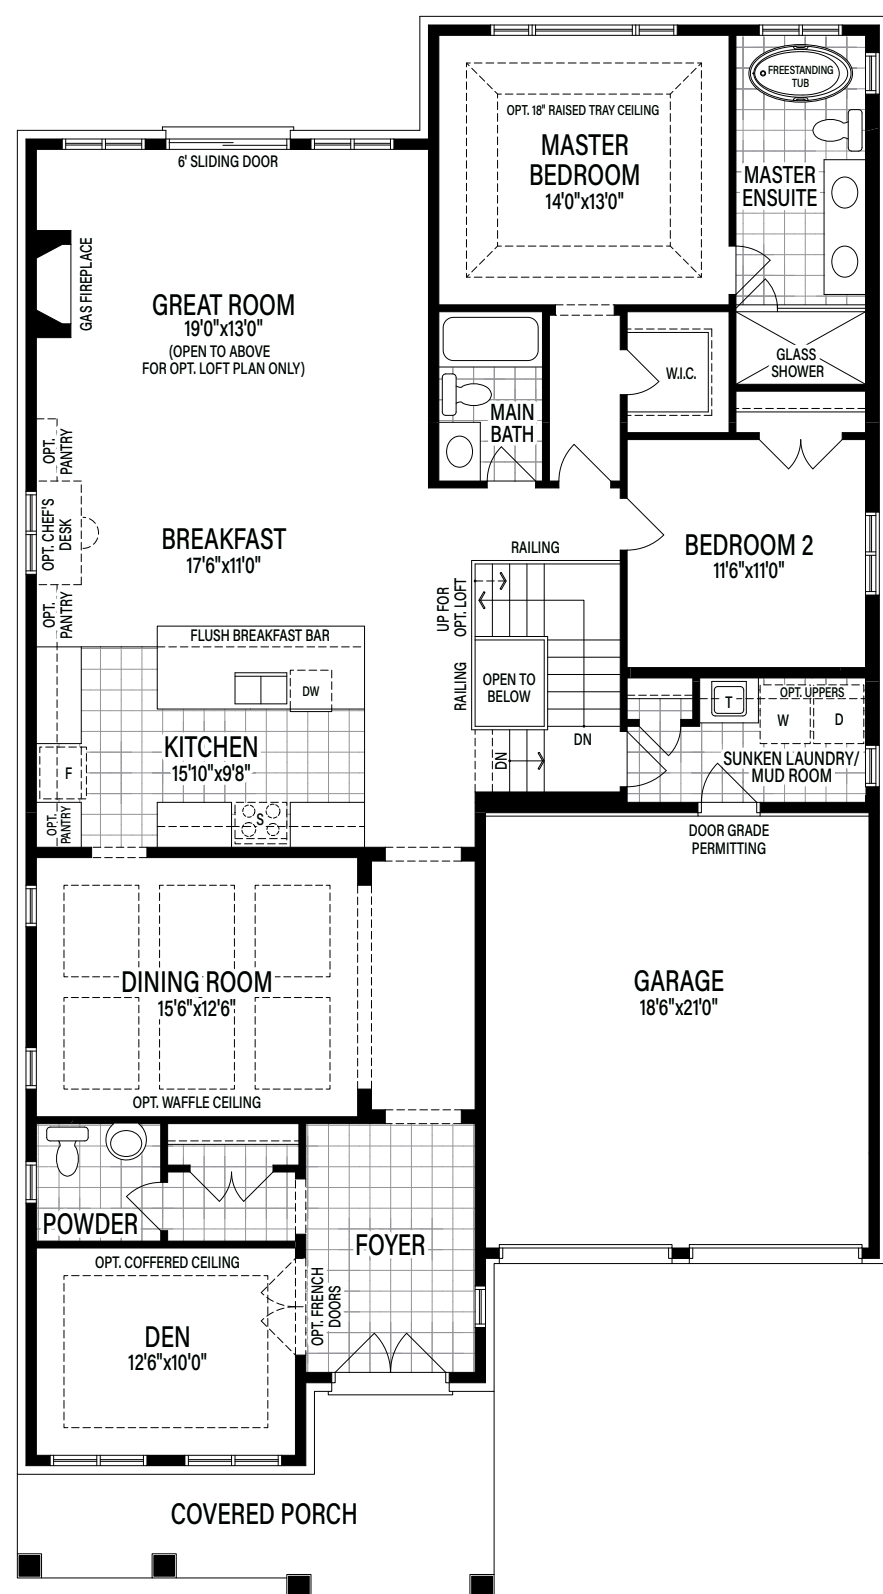 FREESTANDING
TUB
OPT. 18" RAISED TRAY CEILING
MASTER
BEDROOM
14'0"x13'0"
MASTER
ENSUITE
6' SLIDING DOOR
GAS FIREPLACE
GREAT ROOM
19'0"x13'0"
(OPEN TO ABOVE
FOR OPT. LOFT PLAN ONLY)
GLASS
SHOWER
W.I.C.
MAIN
BATH
OPT.
PANTRY
OPT. CHEF'S
DESK
OPT.
PANTRY
BREAKFAST
17'6"x11'0"
RAILING
BEDROOM 2
11'6"x11'0"
UP FOR
OPT. LOFT
RAILING
OPEN TO
BELOW
DN
DN
FLUSH BREAKFAST BAR
DW
KITCHEN
15'10"x9'8"
F
OPT.
PANTRY
S
T
OPT. UPPERS
W
D
SUNKEN LAUNDRY/
MUD ROOM
DOOR GRADE
PERMITTING
DINING ROOM
15'6"x12'6"
OPT. WAFFLE CEILING
GARAGE
18'6"x21'0"
POWDER
FOYER
OPT. COFFERED CEILING
OPT. FRENCH
DOORS
DEN
12'6"x10'0"
COVERED PORCH